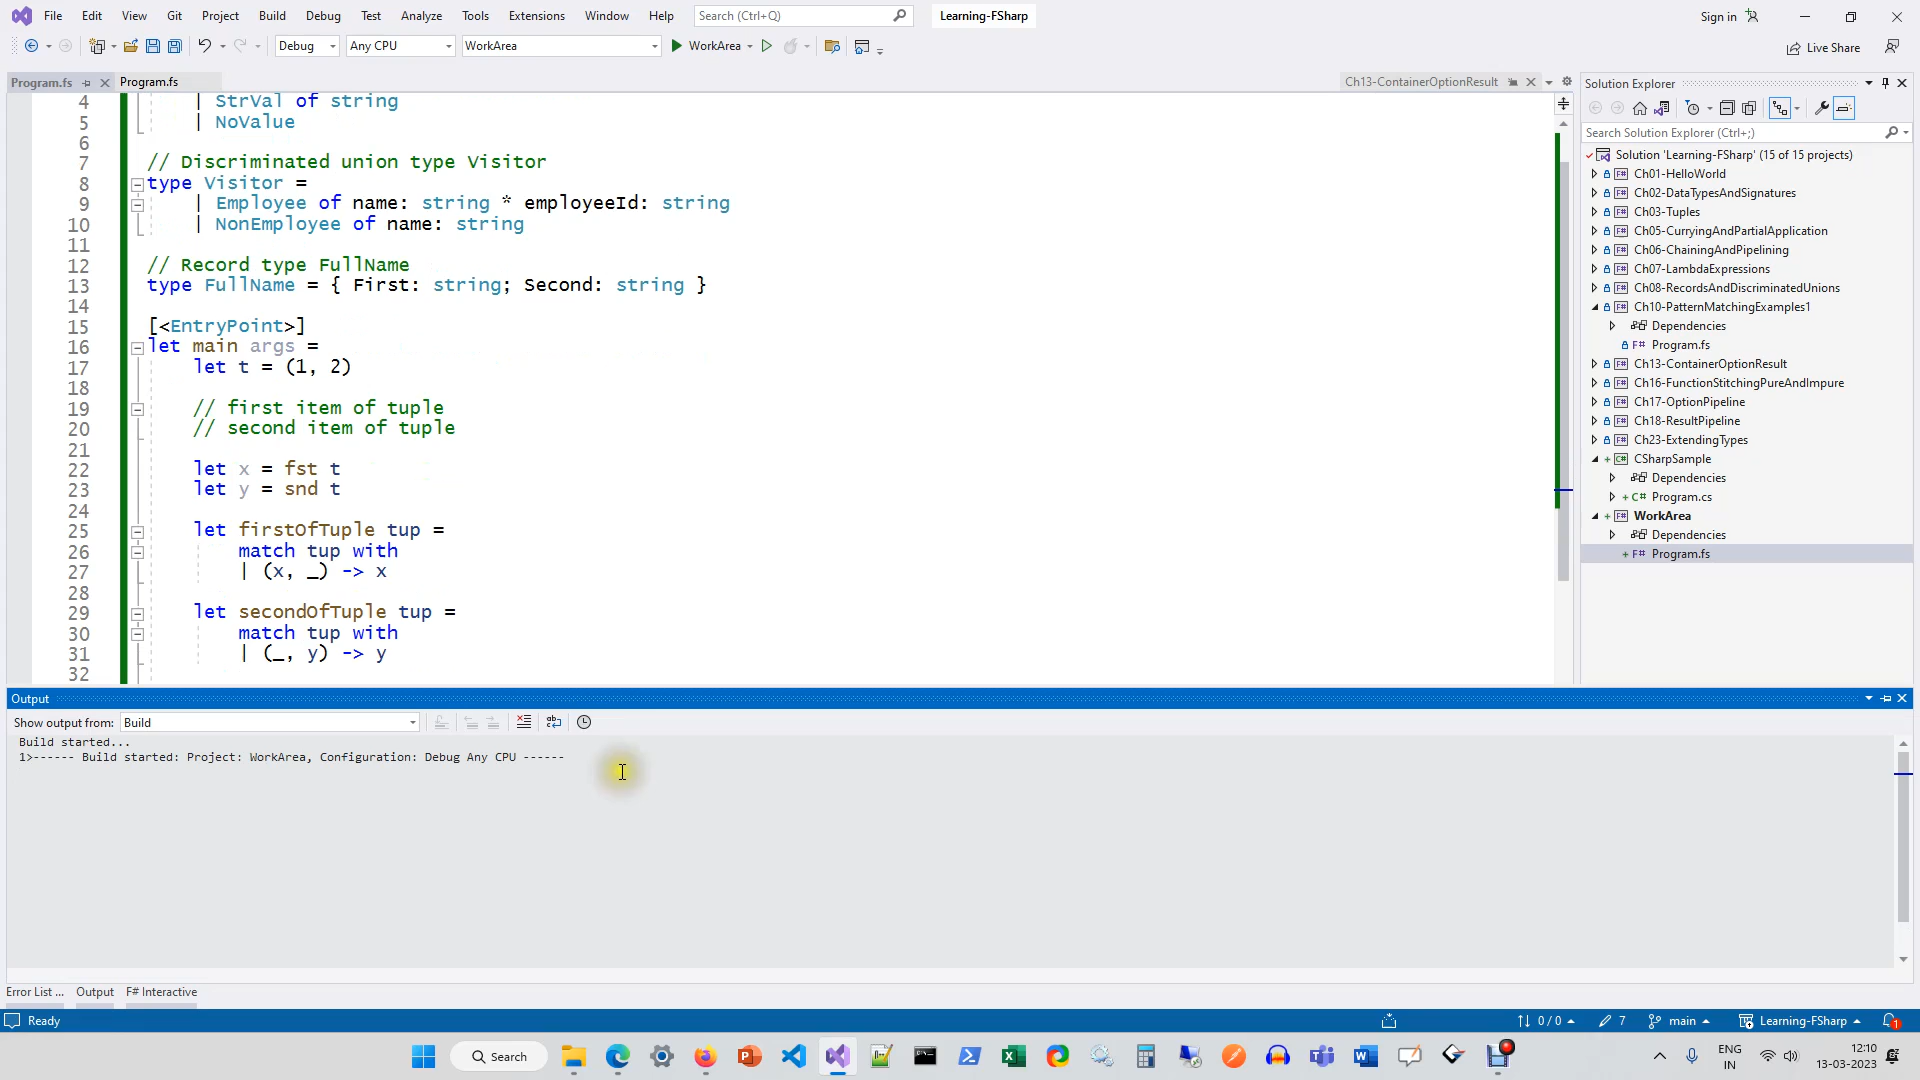 File Edit View Git Project Build Debug Test Analyze Tools Extensions Window Help Search (Ctrl+Q) Learning-FSharp Sign in
Debug Any CPU WorkArea WorkArea Live Share
Program.fs Program.fs Ch13-ContainerOptionResult
4 | StrVal of string
5 | NoValue
6
7 // Discriminated union type Visitor
8 type Visitor =
9 | Employee of name: string * employeeId: string
10 | NonEmployee of name: string
11
12 // Record type FullName
13 type FullName = { First: string; Second: string }
14
15 [<EntryPoint>]
16 let main args =
17 let t = (1, 2)
18
19 // first item of tuple
20 // second item of tuple
21
22 let x = fst t
23 let y = snd t
24
25 let firstOfTuple tup =
26 match tup with
27 | (x, _) -> x
28
29 let secondOfTuple tup =
30 match tup with
31 | (_, y) -> y
32
Solution Explorer
Search Solution Explorer (Ctrl+;)
Solution 'Learning-FSharp' (15 of 15 projects)
Ch01-HelloWorld
Ch02-DataTypesAndSignatures
Ch03-Tuples
Ch05-CurryingAndPartialApplication
Ch06-ChainingAndPipelining
Ch07-LambdaExpressions
Ch08-RecordsAndDiscriminatedUnions
Ch10-PatternMatchingExamples1
Dependencies
F# Program.fs
Ch13-ContainerOptionResult
Ch16-FunctionStitchingPureAndImpure
Ch17-OptionPipeline
Ch18-ResultPipeline
Ch23-ExtendingTypes
C# CSharpSample
Dependencies
C# Program.cs
F# WorkArea
Dependencies
F# Program.fs
Output
Show output from: Build
Build started...
1>------ Build started: Project: WorkArea, Configuration: Debug Any CPU ------
Error List ... Output F# Interactive
Ready 0 / 0 7 main Learning-FSharp 1
Search ENG IN 12:10 13-03-2023